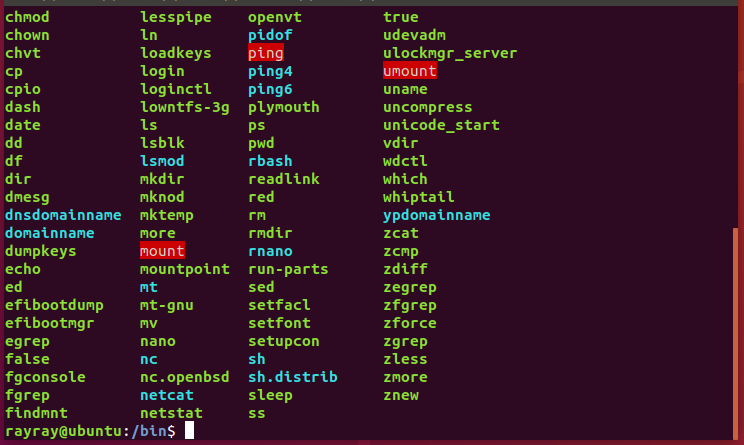 chmod lesspipe openvt true
chown ln pidof udevadm
chvt loadkeys ping ulockmgr_server
cp login ping4 umount
cpio loginctl ping6 uname
dash lowntfs-3g plymouth uncompress
date ls ps unicode_start
dd lsblk pwd vdir
df lsmod rbash wdctl
dir mkdir readlink which
dmesg mknod red whiptail
dnsdomainname mktemp rm ypdomainname
domainname more rmdir zcat
dumpkeys mount rnano zcmp
echo mountpoint run-parts zdiff
ed mt sed zegrep
efibootdump mt-gnu setfacl zfgrep
efibootmgr mv setfont zforce
egrep nano setupcon zgrep
false nc sh zless
fgconsole nc.openbsd sh.distrib zmore
fgrep netcat sleep znew
findmnt netstat ss
rayray@ubuntu:/bin$